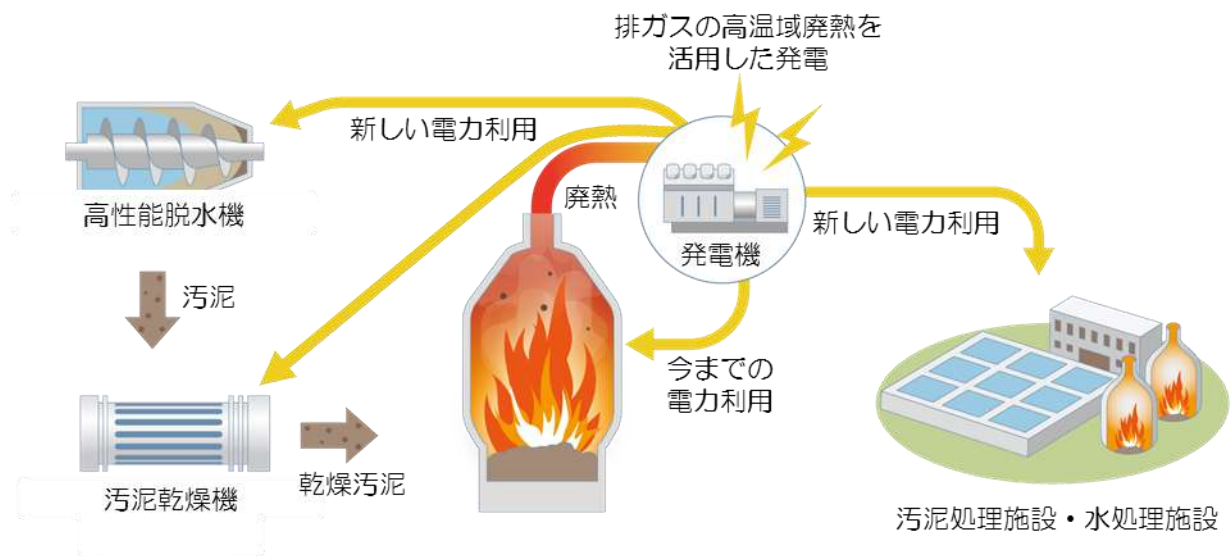 排ガスの高温域廃熱を
活用した発電
新しい電力利用
廃熱
高性能脱水機
発電機
新しい電力利用
汚泥
今までの
電力利用
汚泥乾燥機
乾燥汚泥
汚泥処理施設・水処理施設